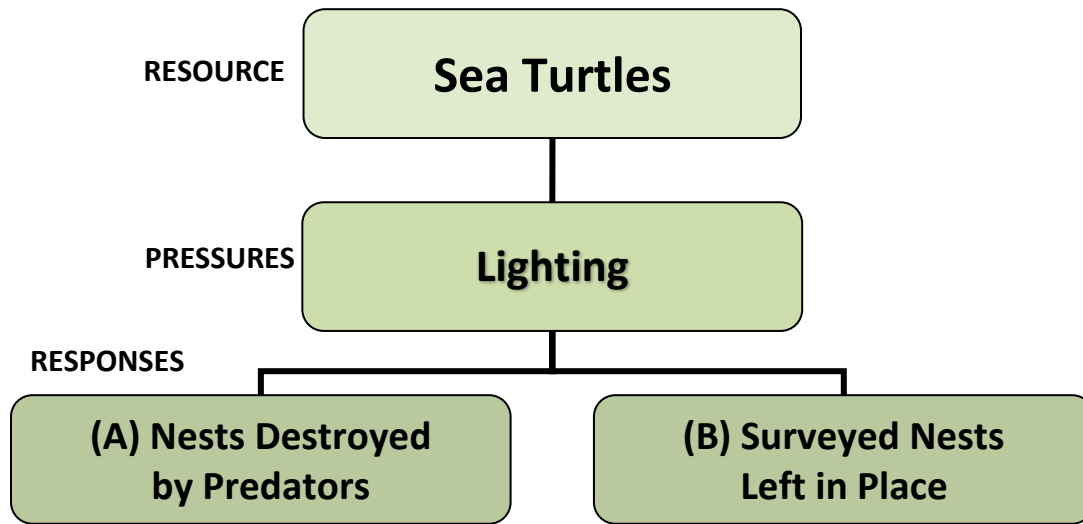 RESOURCE
Sea Turtles
PRESSURES
Lighting
RESPONSES
(A) Nests Destroyed
by Predators
(B) Surveyed Nests
Left in Place